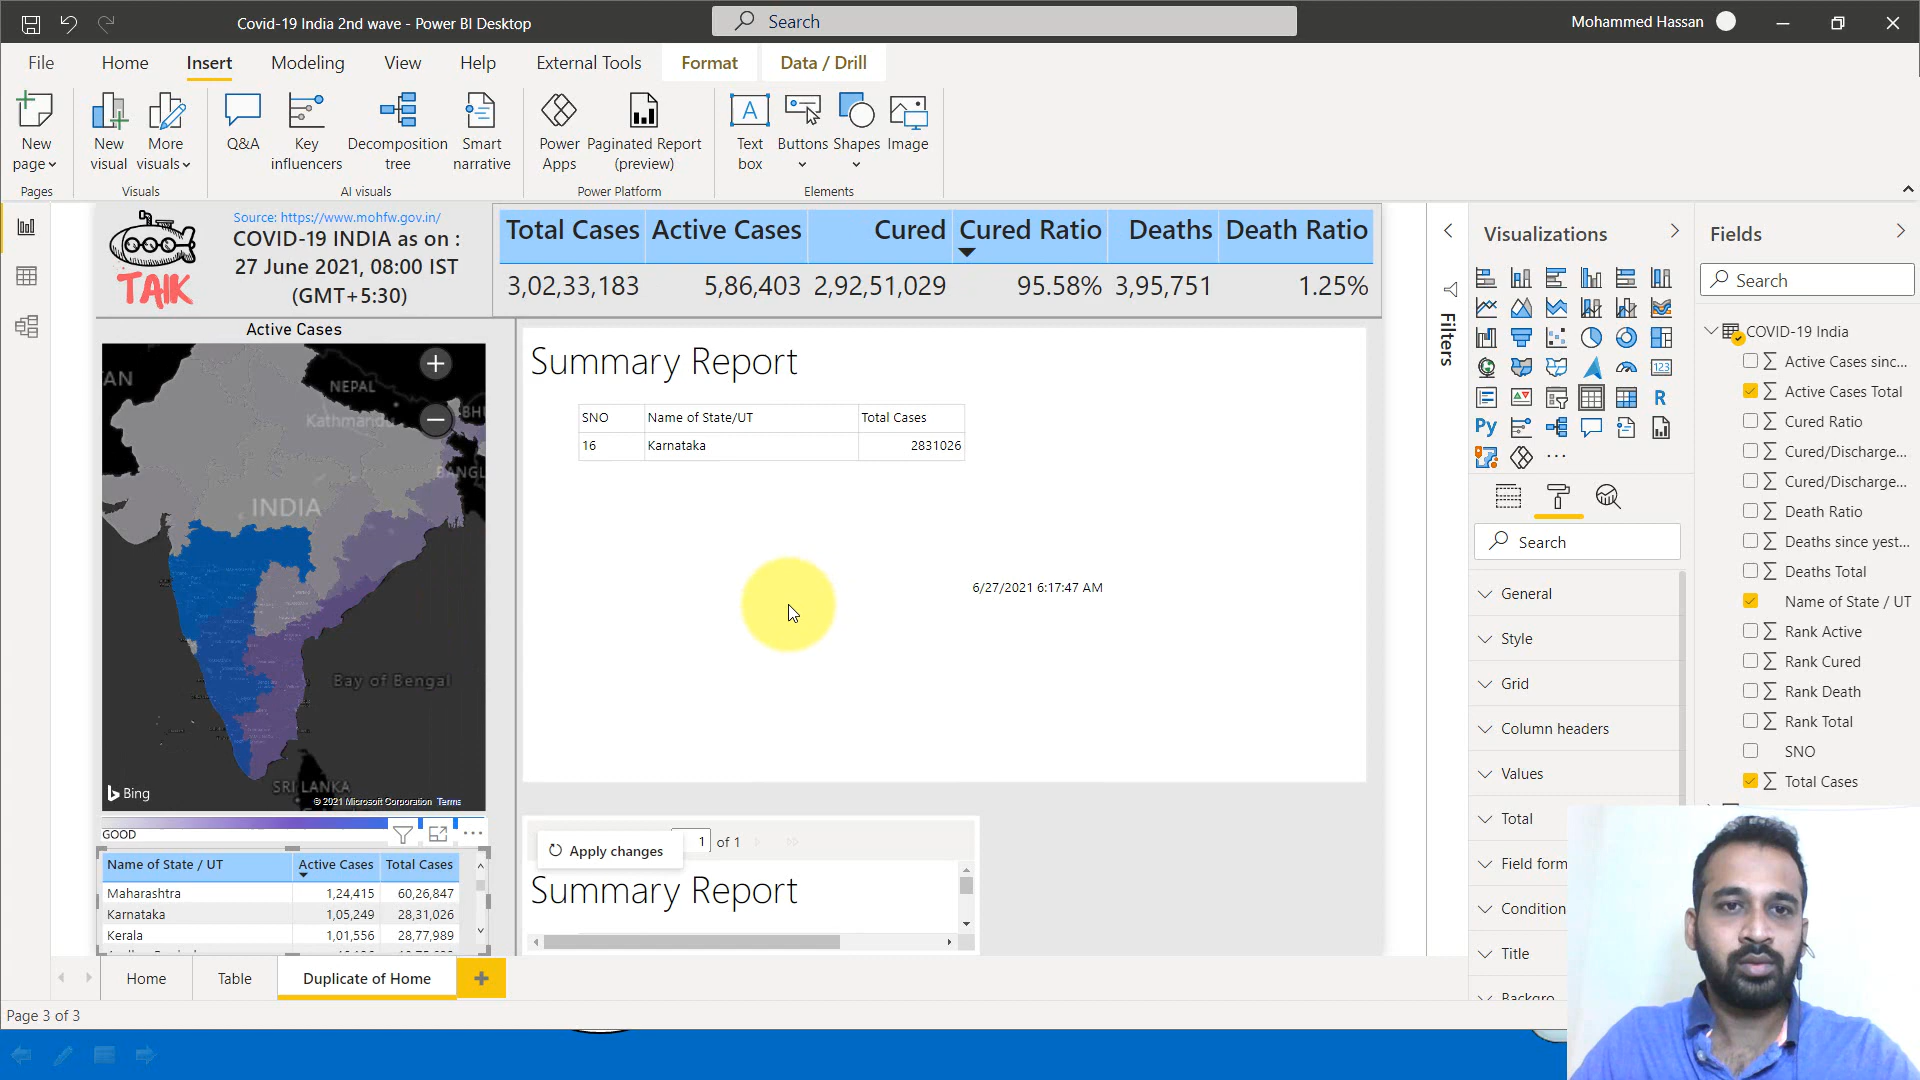 Covid-19 India 2nd wave - Power BI Desktop
Search
Mohammed Hassan
File
Home
Insert
Modeling
View
Help
External Tools
Format
Data / Drill
New page
Pages
New visual
More visuals
Visuals
Q&A
Key influencers
Decomposition tree
Smart narrative
AI visuals
Power Apps
Paginated Report (preview)
Power Platform
Text box
Buttons
Shapes
Image
Elements
TAIK
Source: https://www.mohfw.gov.in/
COVID-19 INDIA as on :
27 June 2021, 08:00 IST
(GMT+5:30)
Total Cases Active Cases Cured Cured Ratio Deaths Death Ratio
3,02,33,183 5,86,403 2,92,51,029 95.58% 3,95,751 1.25%
Active Cases
NEPAL
Kathmandu
INDIA
Bay of Bengal
SRI LANKA
Bing
© 2021 Microsoft Corporation Terms
GOOD
Name of State / UT Active Cases Total Cases
Maharashtra 1,24,415 60,26,847
Karnataka 1,05,249 28,31,026
Kerala 1,01,556 28,77,989
Summary Report
SNO Name of State/UT Total Cases
16 Karnataka 2831026
6/27/2021 6:17:47 AM
Apply changes
1 of 1
Summary Report
Filters
Visualizations
R
Py
123
Search
General
Style
Grid
Column headers
Values
Total
Field form
Condition
Title
Fields
Search
COVID-19 India
Active Cases sinc...
Active Cases Total
Cured Ratio
Cured/Discharge...
Cured/Discharge...
Death Ratio
Deaths since yest...
Deaths Total
Name of State / UT
Rank Active
Rank Cured
Rank Death
Rank Total
SNO
Total Cases
Home
Table
Duplicate of Home
Page 3 of 3